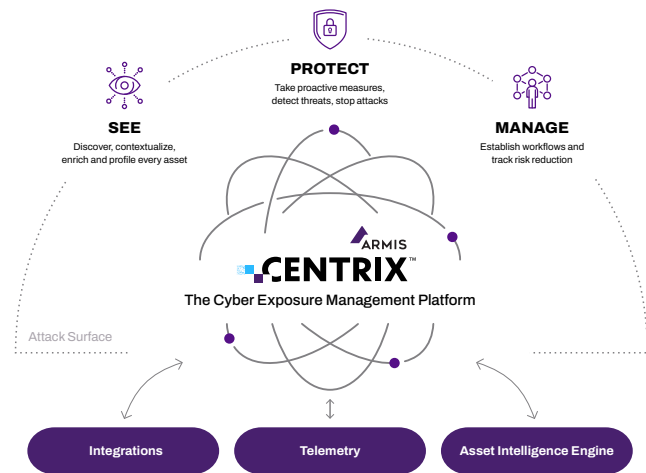 PROTECT
Take proactive measures,
detect threats, stop attacks
SEE
Discover, contextualize,
enrich and profile every asset
MANAGE
Establish workflows and
track risk reduction
ARMIS
CENTRIX™
The Cyber Exposure Management Platform
Attack Surface
Integrations
Telemetry
Asset Intelligence Engine